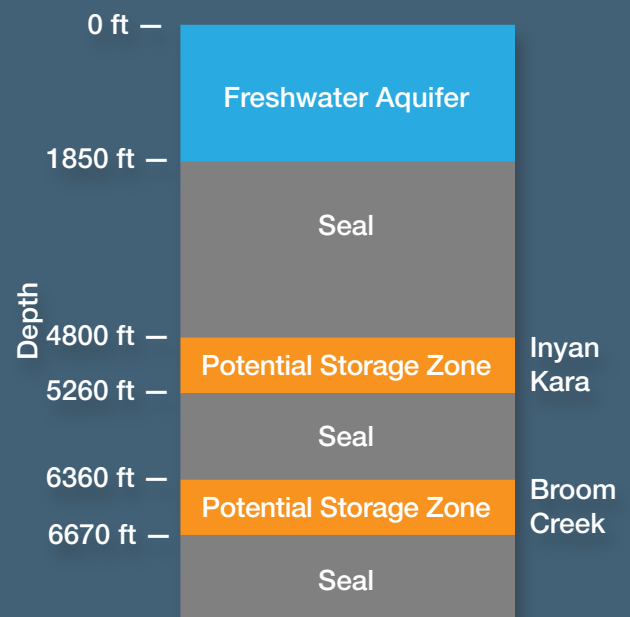 0 ft
Freshwater Aquifer
1850 ft
Seal
Depth
4800 ft
Potential Storage Zone
Inyan
Kara
5260 ft
Seal
6360 ft
Potential Storage Zone
Broom
Creek
6670 ft
Seal